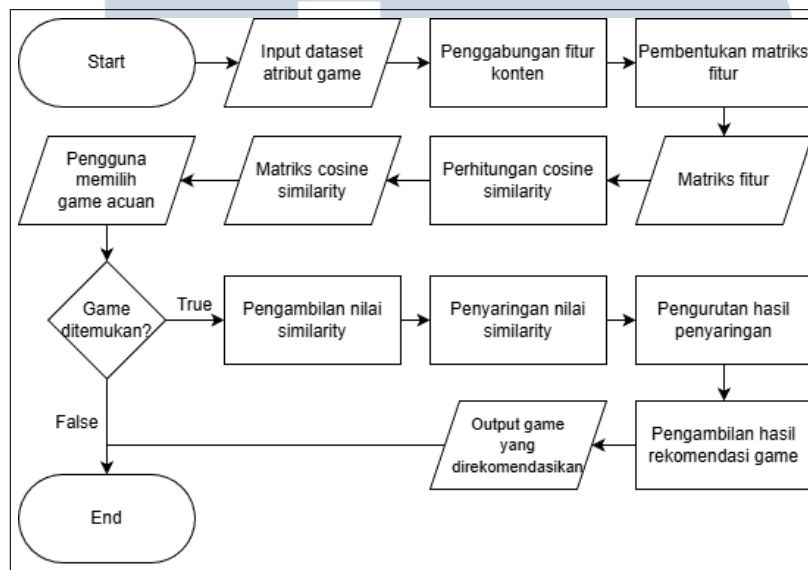 Start
Input dataset
atribut game
Penggabungan fitur
konten
Pembentukan matriks
fitur
Matriks fitur
Perhitungan cosine
similarity
Matriks cosine
similarity
Pengguna
memilih
game acuan
Game
ditemukan?
True
Pengambilan nilai
similarity
Penyaringan nilai
similarity
Pengurutan hasil
penyaringan
Pengambilan hasil
rekomendasi game
Output game
yang
direkomendasikan
False
End